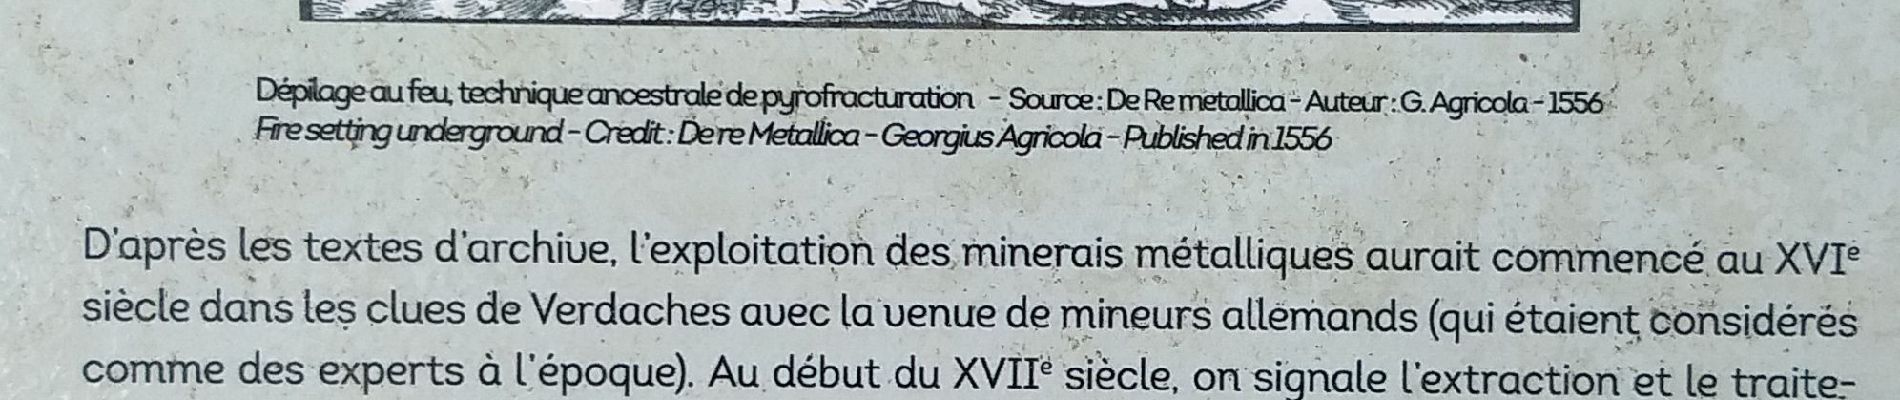 Dépilage au feu, technique ancestrale de pyrofracturation - Source : De Re metallica - Auteur : G. Agricola - 1556
Fire setting underground - Credit : De re Metallica - Georgius Agricola - Published in 1556
D'après les textes d'archive, l'exploitation des minerais métalliques aurait commencé au XVIe
siècle dans les clues de Verdaches avec la venue de mineurs allemands (qui étaient considérés
comme des experts à l'époque). Au début du XVIIe siècle, on signale l'extraction et le traite-